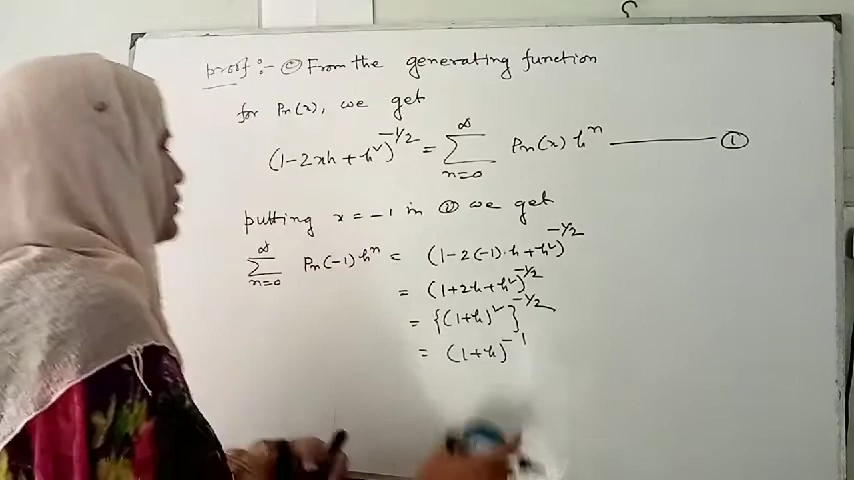 proof :- © From the generating function
for Pn(x), we get
(1-2xh+h²)^-1/2 = ∞ Σ n=0 Pn(x) h^n ——— ①
putting x = -1 in ① we get
∞ Σ n=0 Pn(-1) h^n = (1-2(-1).h+h²)^-1/2
= (1+2h+h²)^-1/2
= {(1+h)²}^-1/2
= (1+h)^-1